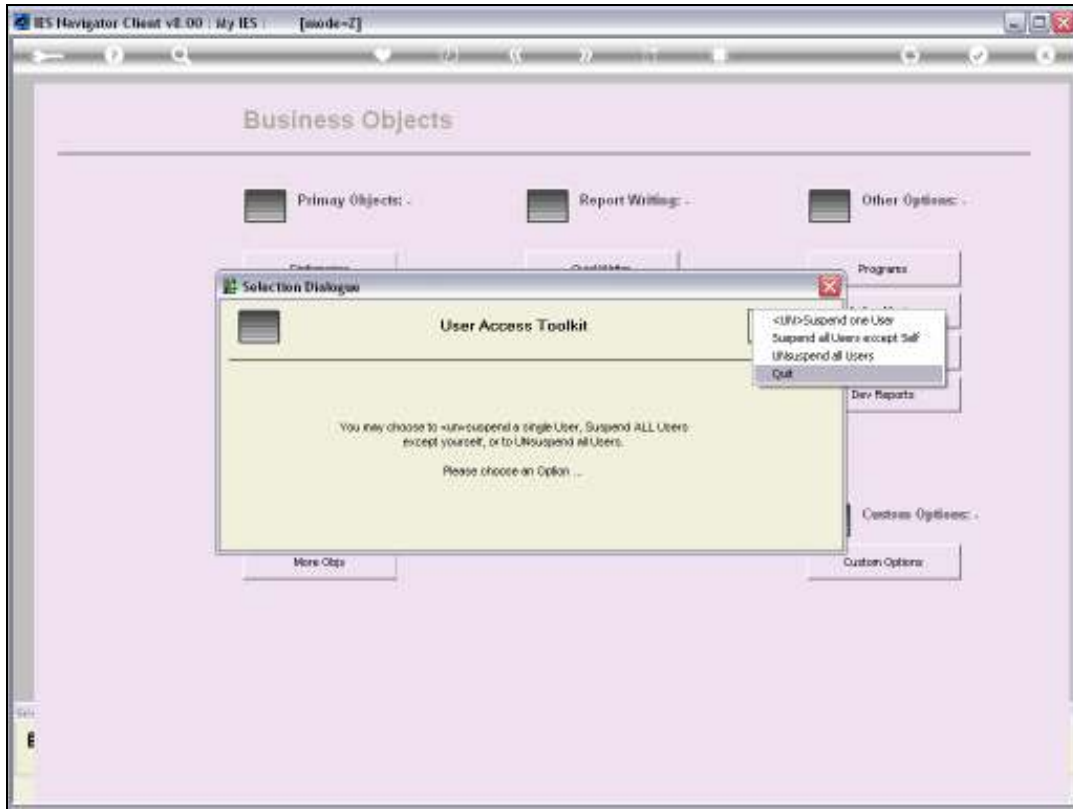 IES Navigator Client v8.00 : My IES : [mode=Z]
Business Objects
Primay Objects: -
Report Writing: -
Other Options: -
Programs
Selection Dialogue
User Access Toolkit
<UN>Suspend one User
Suspend all Users except Self
UNsuspend all Users
Quit
Dev Reports
You may choose to <un>suspend a single User, Suspend ALL Users
except yourself, or to UNsuspend all Users.
Please choose an Option ...
Custom Options: -
More Objs
Custom Options